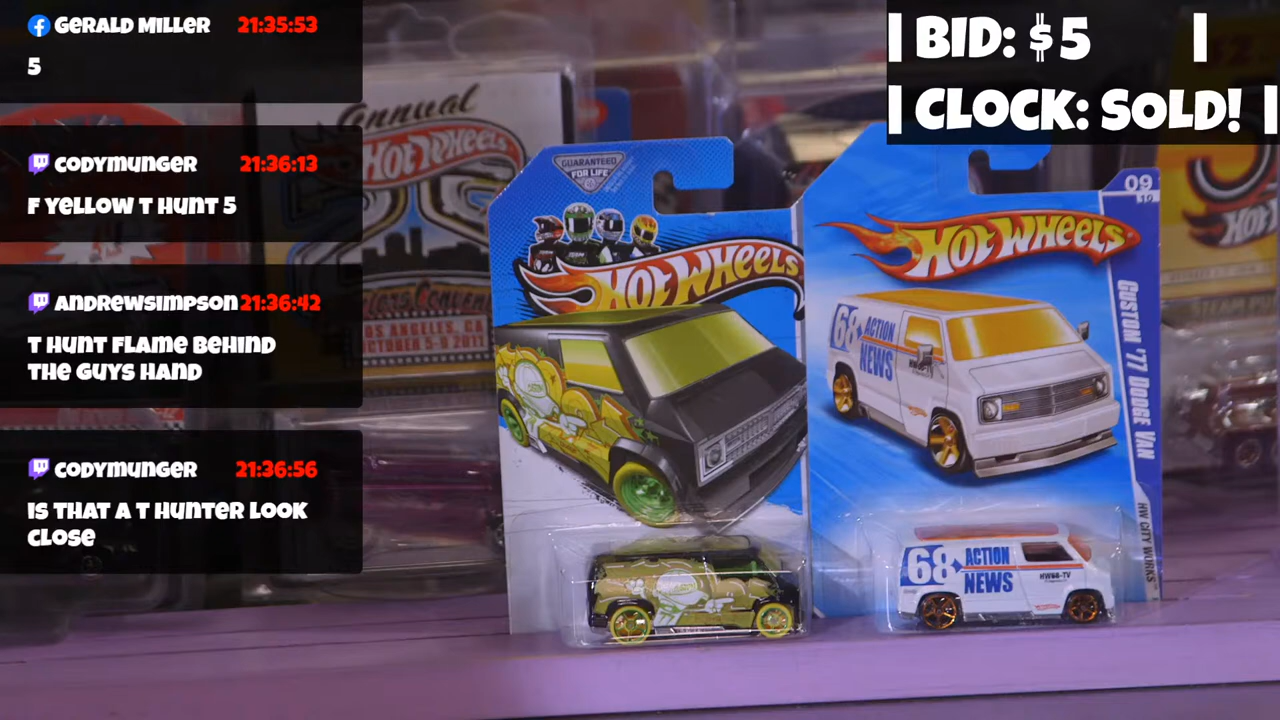 GERALD MILLER 21:35:53
5
CODYMUNGER 21:36:13
F YELLOW T HUNT 5
ANDREWSIMPSON 21:36:42
T HUNT FLAME BEHIND
THE GUYS HAND
CODYMUNGER 21:36:56
IS THAT A T HUNTER LOOK
CLOSE
| BID: $5 |
| CLOCK: SOLD! |
Annual
HOT WHEELS
LOS ANGELES, CA
OCTOBER 5-9 2011
GUARANTEED
FOR LIFE
HOT WHEELS
09
HOT WHEELS
CUSTOM '77 DODGE VAN
HW CITY WORKS
68 ACTION
NEWS
68 ACTION
NEWS
HW68-TV
HOT